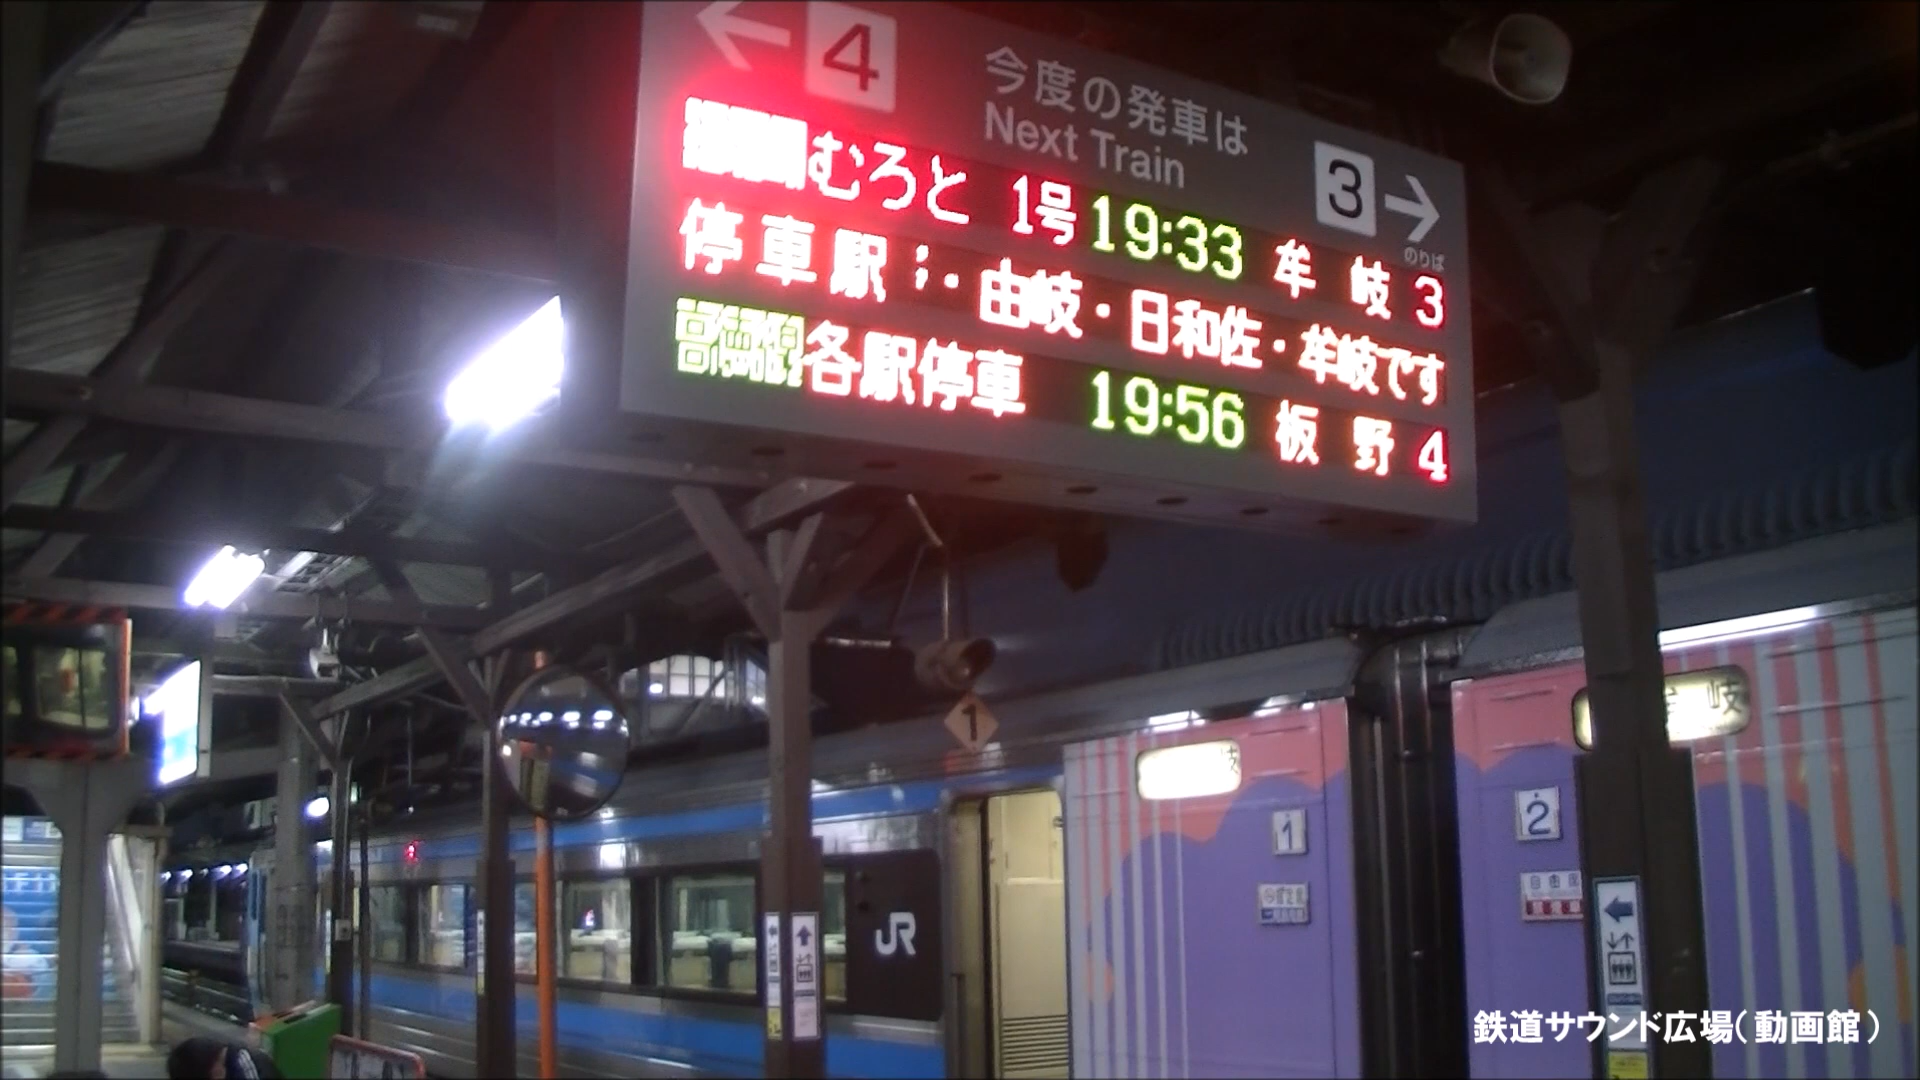 ← 4
今度の発車は
Next Train
3 →
のりば
むろと 1号 19:33 牟岐 3
停車駅 ・由岐・日和佐・牟岐です
各駅停車 19:56 板野 4
1
岐
岐
1
2
JR
鉄道サウンド広場(動画館)